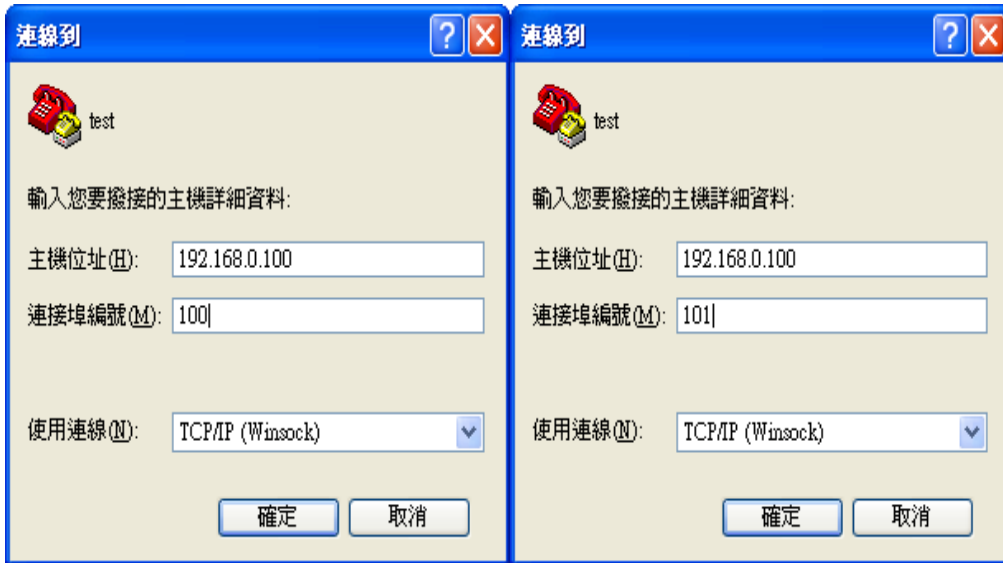 連線到
test
輸入您要撥接的主機詳細資料:
主機位址(H): 192.168.0.100
連接埠編號(M): 100
使用連線(N): TCP/IP (Winsock)
確定 取消
連線到
test
輸入您要撥接的主機詳細資料:
主機位址(H): 192.168.0.100
連接埠編號(M): 101
使用連線(N): TCP/IP (Winsock)
確定 取消